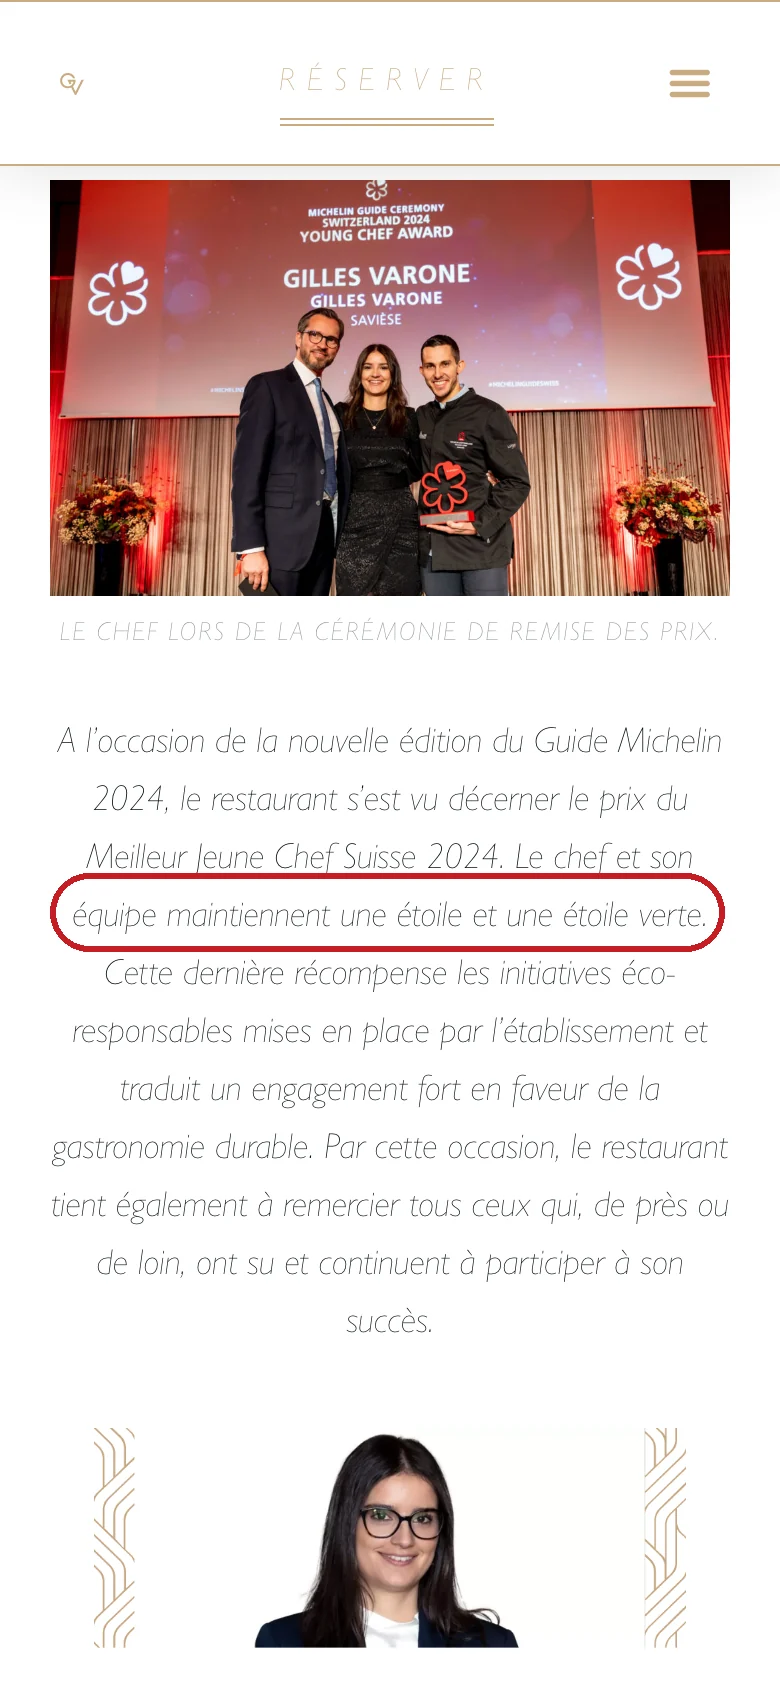 GV
RÉSERVER
MICHELIN GUIDE CEREMONY
SWITZERLAND 2024
YOUNG CHEF AWARD
GILLES VARONE
GILLES VARONE
SAVIÈSE
#MICHELINGUIDESWISS
LE CHEF LORS DE LA CÉRÉMONIE DE REMISE DES PRIX.
A l’occasion de la nouvelle édition du Guide Michelin
2024, le restaurant s’est vu décerner le prix du
Meilleur Jeune Chef Suisse 2024. Le chef et son
équipe maintiennent une étoile et une étoile verte.
Cette dernière récompense les initiatives éco-
responsables mises en place par l’établissement et
traduit un engagement fort en faveur de la
gastronomie durable. Par cette occasion, le restaurant
tient également à remercier tous ceux qui, de près ou
de loin, ont su et continuent à participer à son
succès.